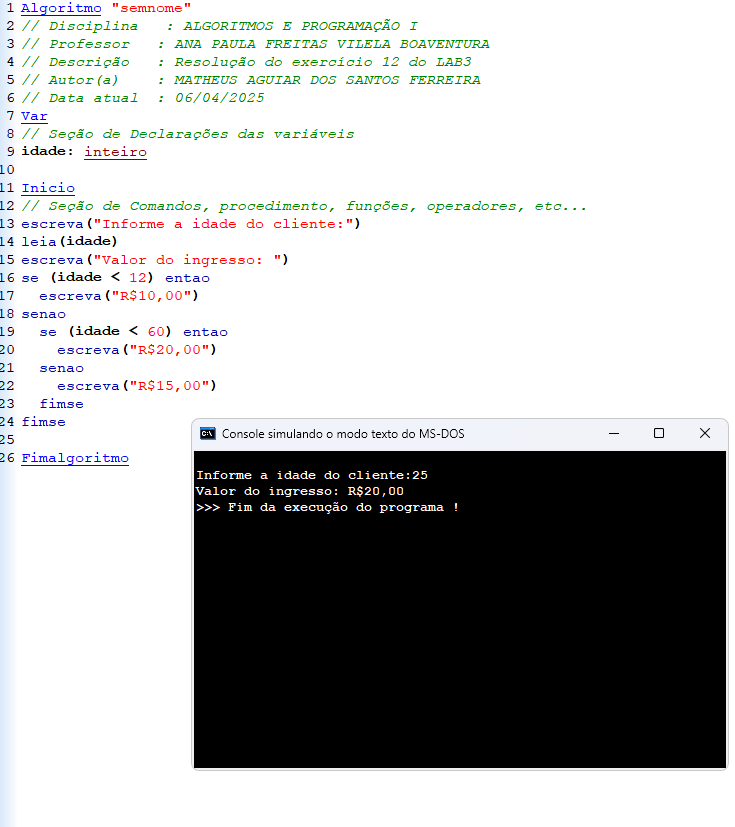 1 Algoritmo "semnome"
2 // Disciplina   : ALGORITMOS E PROGRAMAÇÃO I
3 // Professor   : ANA PAULA FREITAS VILELA BOAVENTURA
4 // Descrição   : Resolução do exercício 12 do LAB3
5 // Autor(a)    : MATHEUS AGUIAR DOS SANTOS FERREIRA
6 // Data atual  : 06/04/2025
7 Var
8 // Seção de Declarações das variáveis
9 idade: inteiro
10
11 Inicio
12 // Seção de Comandos, procedimento, funções, operadores, etc...
13 escreva("Informe a idade do cliente:")
14 leia(idade)
15 escreva("Valor do ingresso: ")
16 se (idade < 12) entao
17   escreva("R$10,00")
18 senao
19   se (idade < 60) entao
20     escreva("R$20,00")
21   senao
22     escreva("R$15,00")
23   fimse
24 fimse
25
26 Fimalgoritmo
C:\ Console simulando o modo texto do MS-DOS
Informe a idade do cliente:25
Valor do ingresso: R$20,00
>>> Fim da execução do programa !